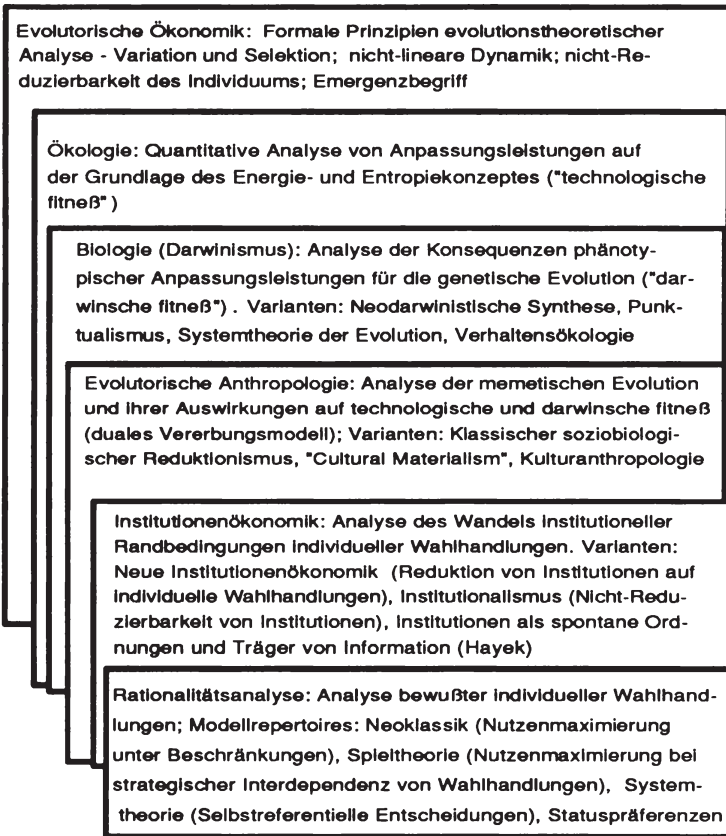 Evolutorische Ökonomik: Formale Prinzipien evolutionstheoretischer
Analyse - Variation und Selektion; nicht-lineare Dynamik; nicht-Re-
duzierbarkeit des Individuums; Emergenzbegriff
Ökologie: Quantitative Analyse von Anpassungsleistungen auf
der Grundlage des Energie- und Entropiekonzeptes ("technologische
fitneß" )
Biologie (Darwinismus): Analyse der Konsequenzen phänoty-
pischer Anpassungsleistungen für die genetische Evolution ("dar-
winsche fitneß") . Varianten: Neodarwinistische Synthese, Punk-
tualismus, Systemtheorie der Evolution, Verhaltensökologie
Evolutorische Anthropologie: Analyse der memetischen Evolution
und ihrer Auswirkungen auf technologische und darwinsche fitneß
(duales Vererbungsmodell); Varianten: Klassischer soziobiologi-
scher Reduktionismus, "Cultural Materialism", Kulturanthropologie
Institutionenökonomik: Analyse des Wandels institutioneller
Randbedingungen individueller Wahlhandlungen. Varianten:
Neue Institutionenökonomik (Reduktion von Institutionen auf
individuelle Wahlhandlungen), Institutionalismus (Nicht-Redu-
zierbarkeit von Institutionen), Institutionen als spontane Ord-
nungen und Träger von Information (Hayek)
Rationalitätsanalyse: Analyse bewußter individueller Wahlhand-
lungen; Modellrepertoires: Neoklassik (Nutzenmaximierung
unter Beschränkungen), Spieltheorie (Nutzenmaximierung bei
strategischer Interdependenz von Wahlhandlungen), System-
theorie (Selbstreferentielle Entscheidungen), Statuspräferenzen